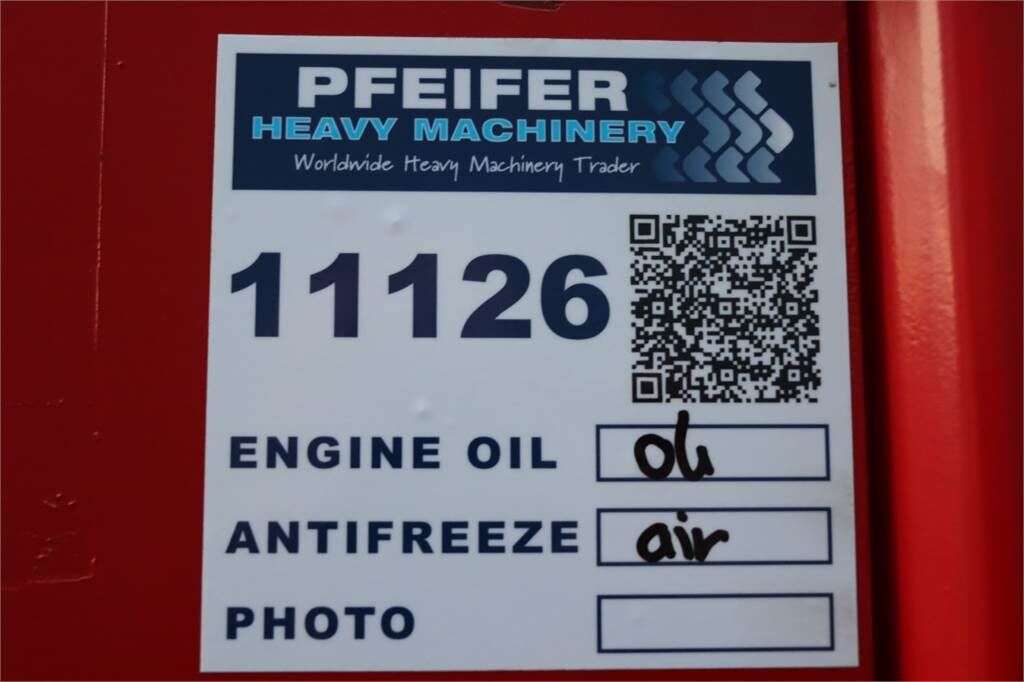 PFEIFER
HEAVY MACHINERY
Worldwide Heavy Machinery Trader
11126
ENGINE OIL ok
ANTIFREEZE air
PHOTO